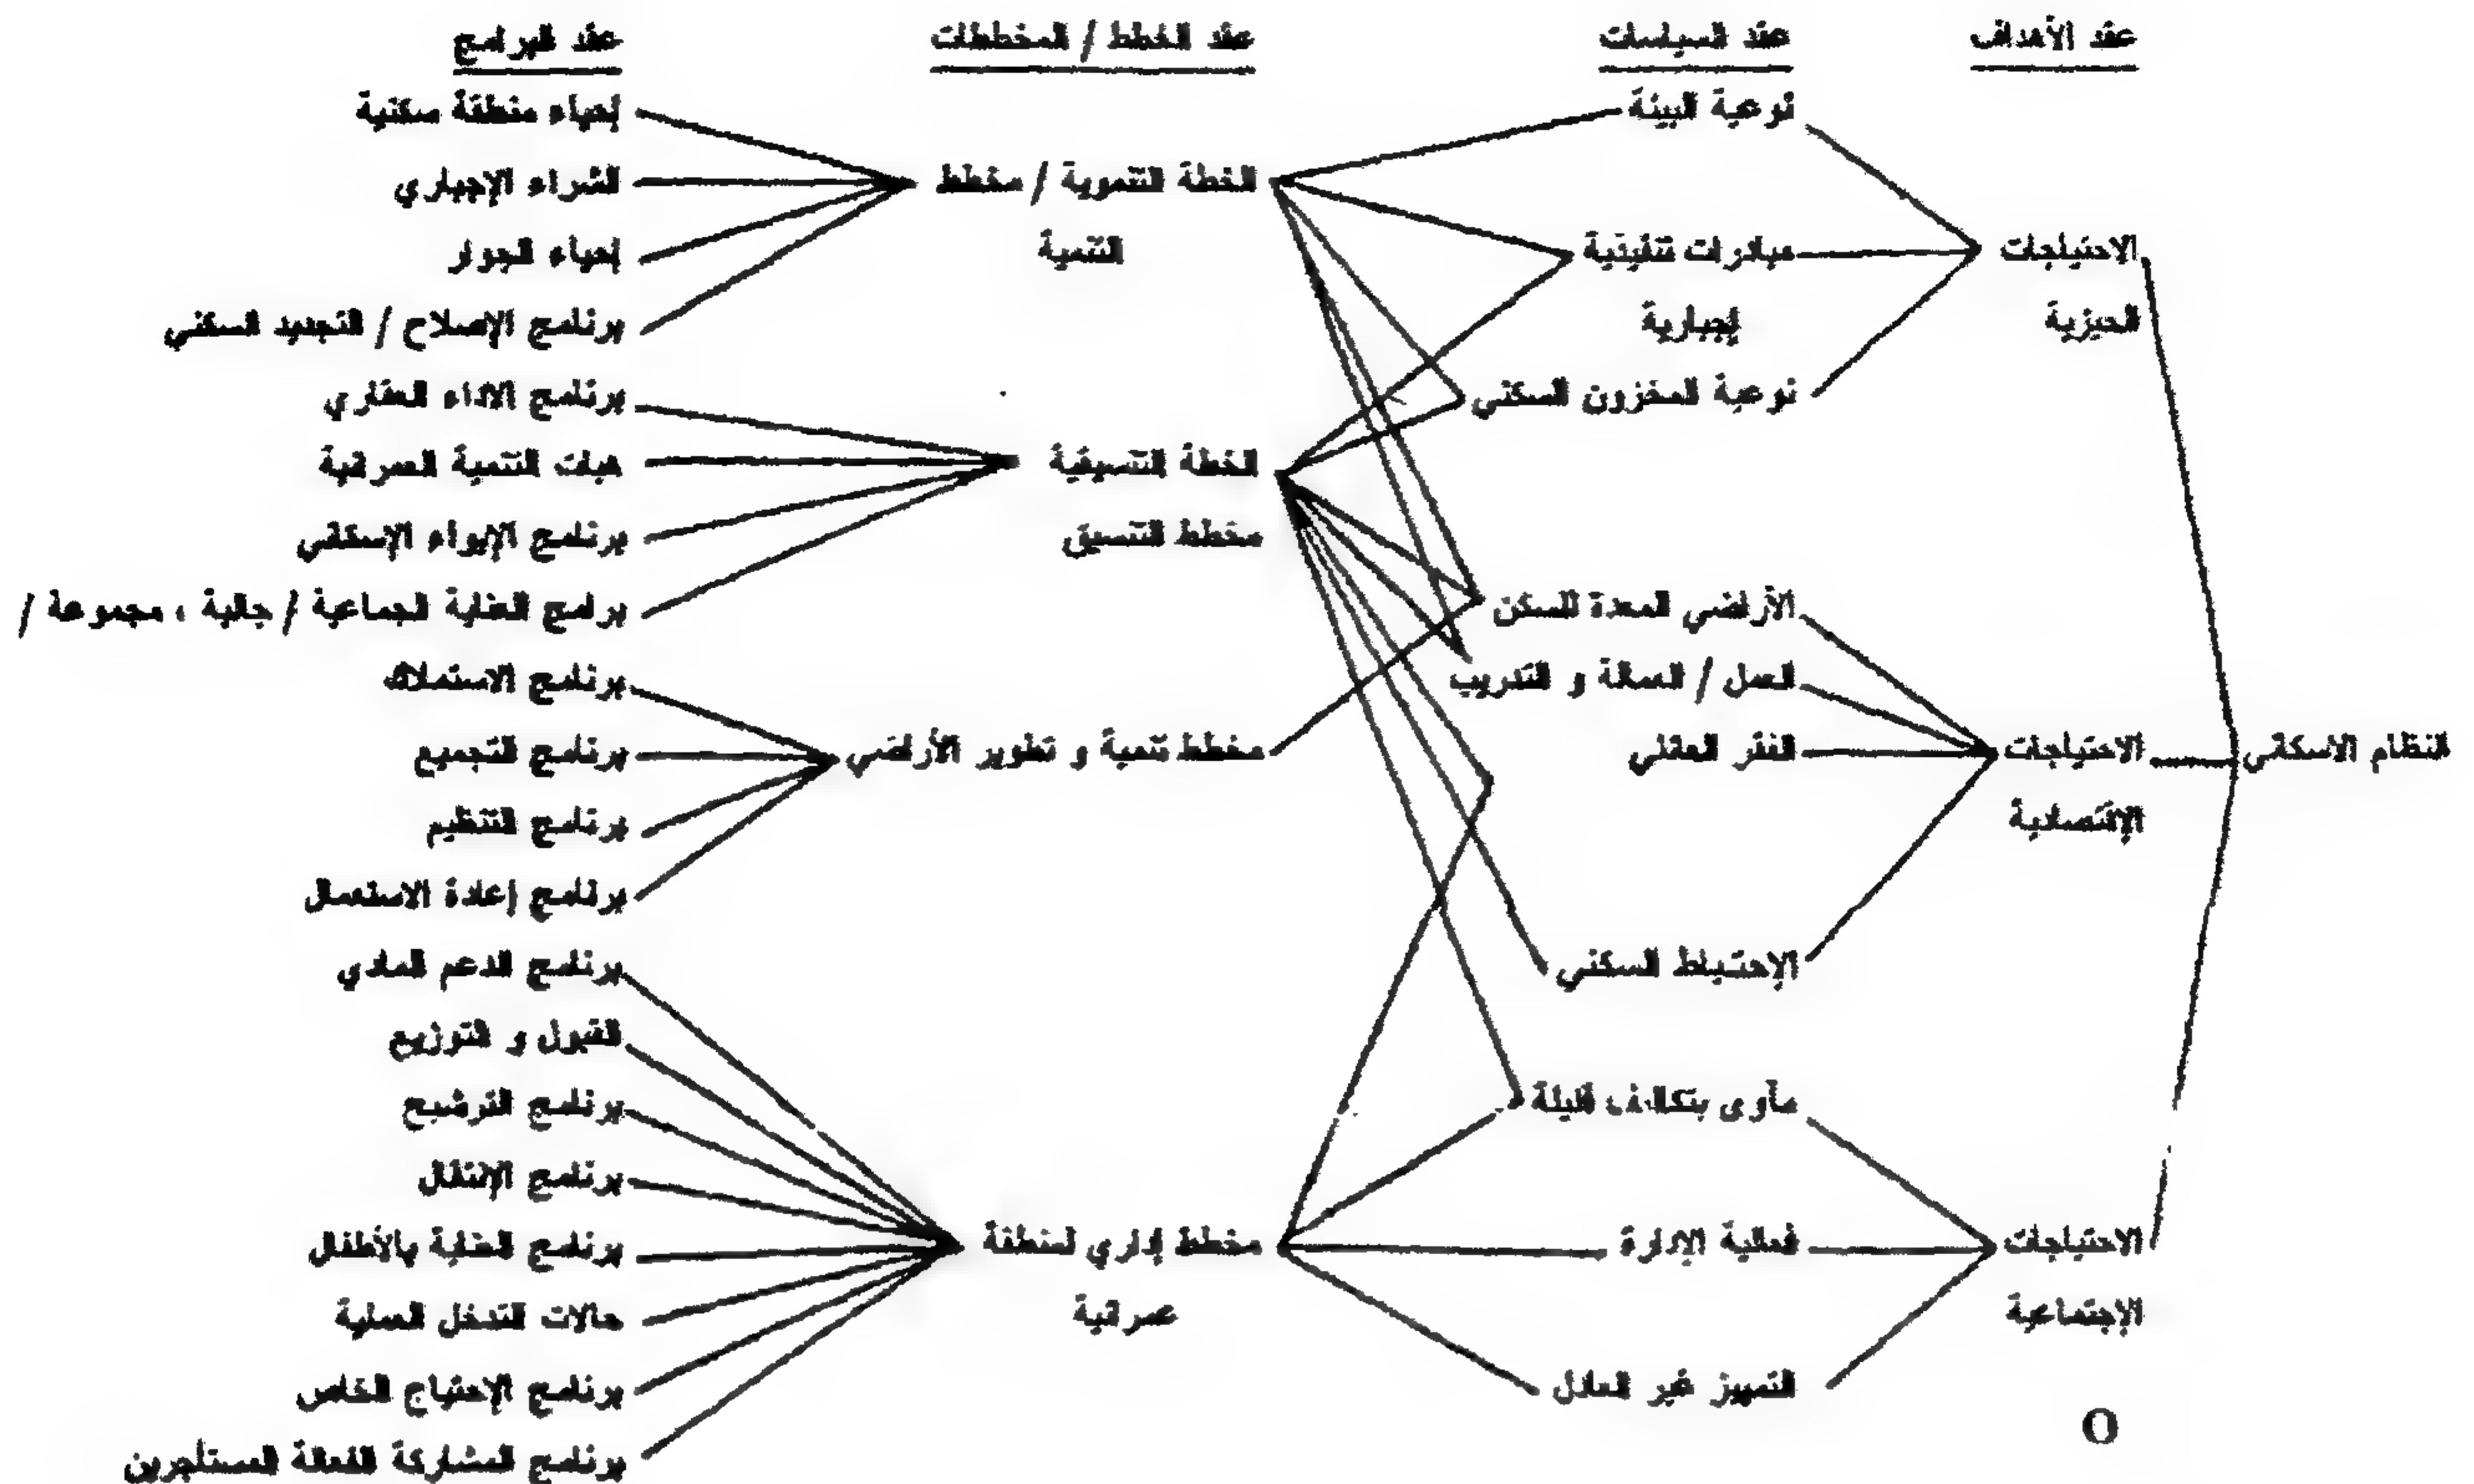 عقد الأهداف
عقد السياسات
عقد الخطط / المخططات
عقد البرامج
النظام الاسكاني
الاحتياجات
الحيزية
الاحتياجات
الإقتصادية
الاحتياجات
الإجتماعية
نوعية البيئة
مبادرات تنفيذية
إجبارية
نوعية المخزون السكني
الأراضي المعدة للسكن
العمل / العمالة و التدريب
الفقر العائلي
الإحتياط السكني
مأوى بتكاليف قليلة
فعالية الإدارة
التمييز غير العادل
الخطة التنموية / مخطط
التنمية
الخطة التنسيقية
مخطط التنسيق
مخطط تنمية و تطوير الأراضي
مخطط إداري لمنطقة
عمرانية
إحياء منطقة سكنية
الشراء الإجباري
إحياء الجوار
برنامج الإصلاح / التجديد السكني
برنامج الأداء العقاري
هبات التنمية العمرانية
برنامج الإيواء الإسكاني
برامج العناية الجماعية / جالية ، مجموعة /
برنامج الاستملاك
برنامج التجميع
برنامج التنظيم
برنامج إعادة الاستعمال
برنامج الدعم المادي
القبول و التوزيع
برنامج الترشيح
برنامج الإنتقال
برنامج العناية بالأطفال
حالات التدخل العملية
برنامج الإحتياج الخاص
برنامج المشاركة الفعالة المستأجرين
O